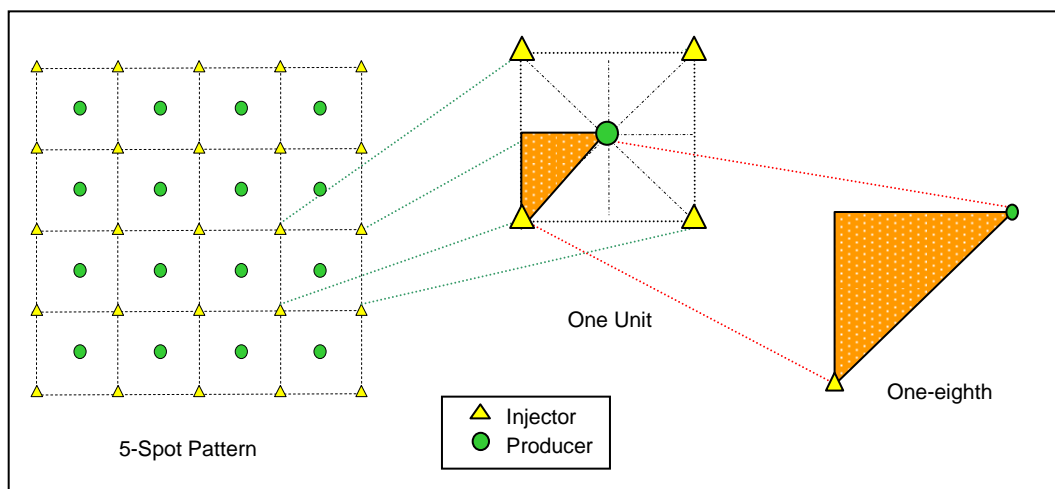 One Unit
One-eighth
5-Spot Pattern
Injector
Producer